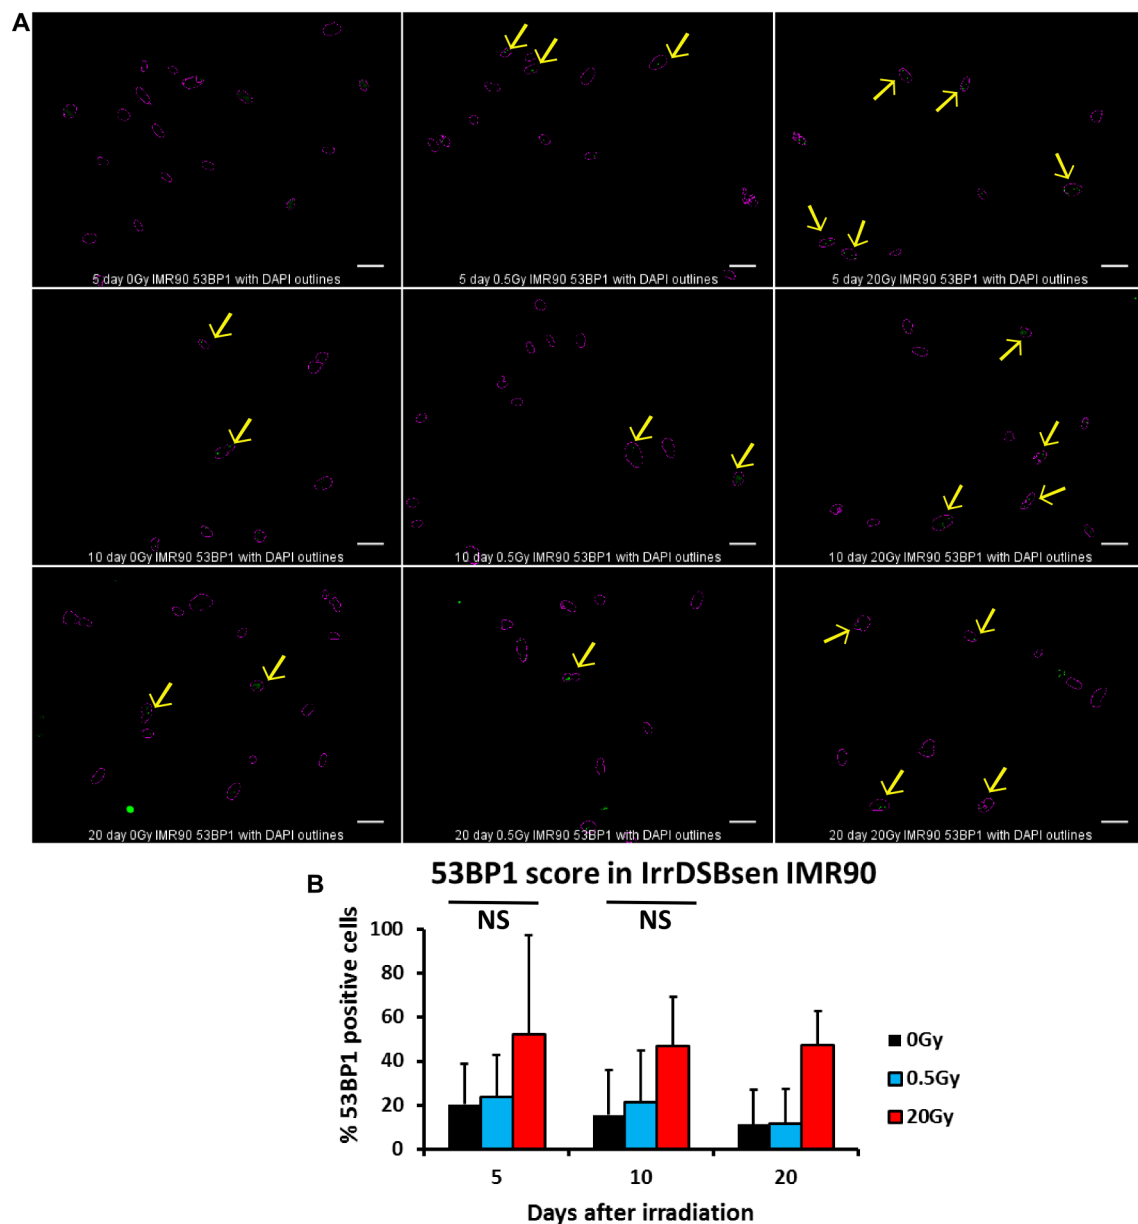 A
5 day 0Gy IMR90 53BP1 with DAPI outlines
5 day 0.5Gy IMR90 53BP1 with DAPI outlines
5 day 20Gy IMR90 53BP1 with DAPI outlines
10 day 0Gy IMR90 53BP1 with DAPI outlines
10 day 0.5Gy IMR90 53BP1 with DAPI outlines
10 day 20Gy IMR90 53BP1 with DAPI outlines
20 day 0Gy IMR90 53BP1 with DAPI outlines
20 day 0.5Gy IMR90 53BP1 with DAPI outlines
20 day 20Gy IMR90 53BP1 with DAPI outlines
B
53BP1 score in IrrDSBsen IMR90
NS
NS
% 53BP1 positive cells
100
80
60
40
20
0
5
10
20
Days after irradiation
0Gy
0.5Gy
20Gy